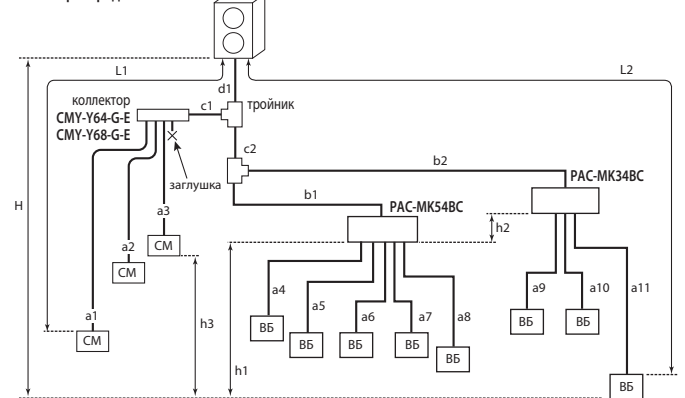 L1
L2
d1
коллектор
CMY-Y64-G-E
CMY-Y68-G-E
c1
тройник
заглушка
c2
b2
b1
PAC-MK54BC
PAC-MK34BC
H
h2
a1
a2
a3
СМ
СМ
СМ
h3
h1
a4
a5
a6
a7
a8
ВБ
ВБ
ВБ
ВБ
ВБ
a9
a10
a11
ВБ
ВБ
ВБ